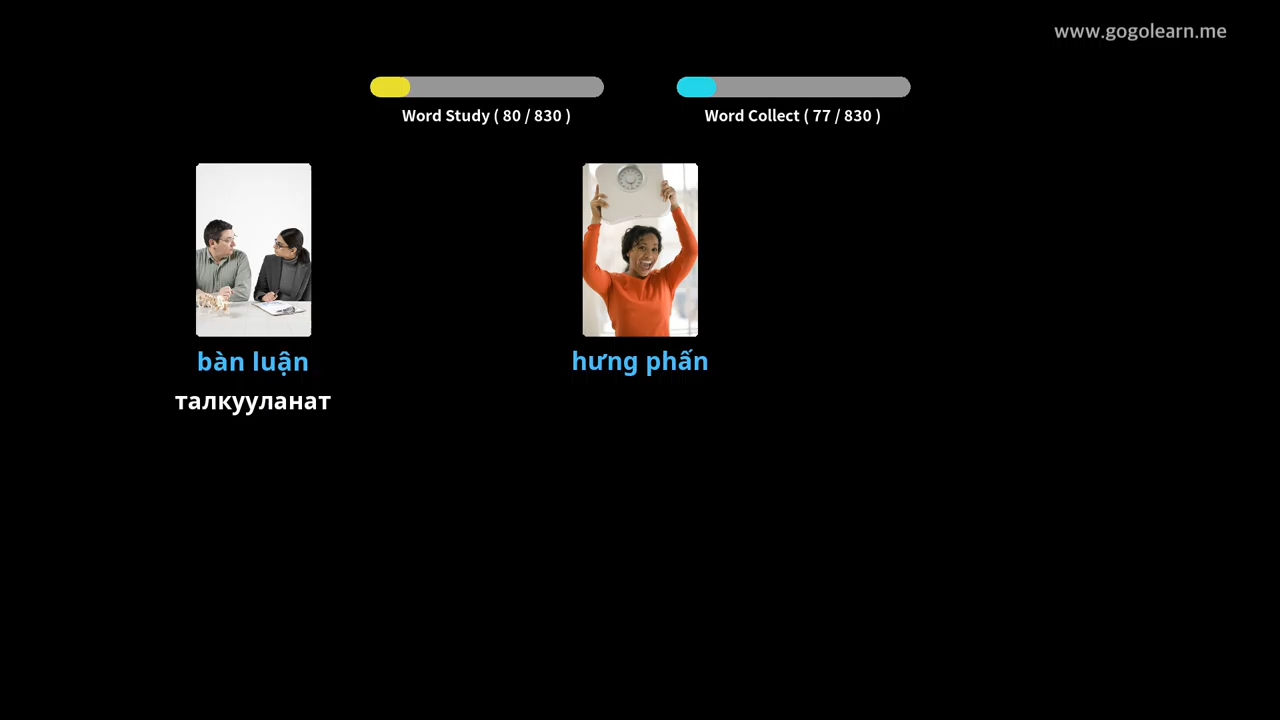 www.gogolearn.me
Word Study ( 80 / 830 )
Word Collect ( 77 / 830 )
bàn luận
hưng phấn
талкууланат